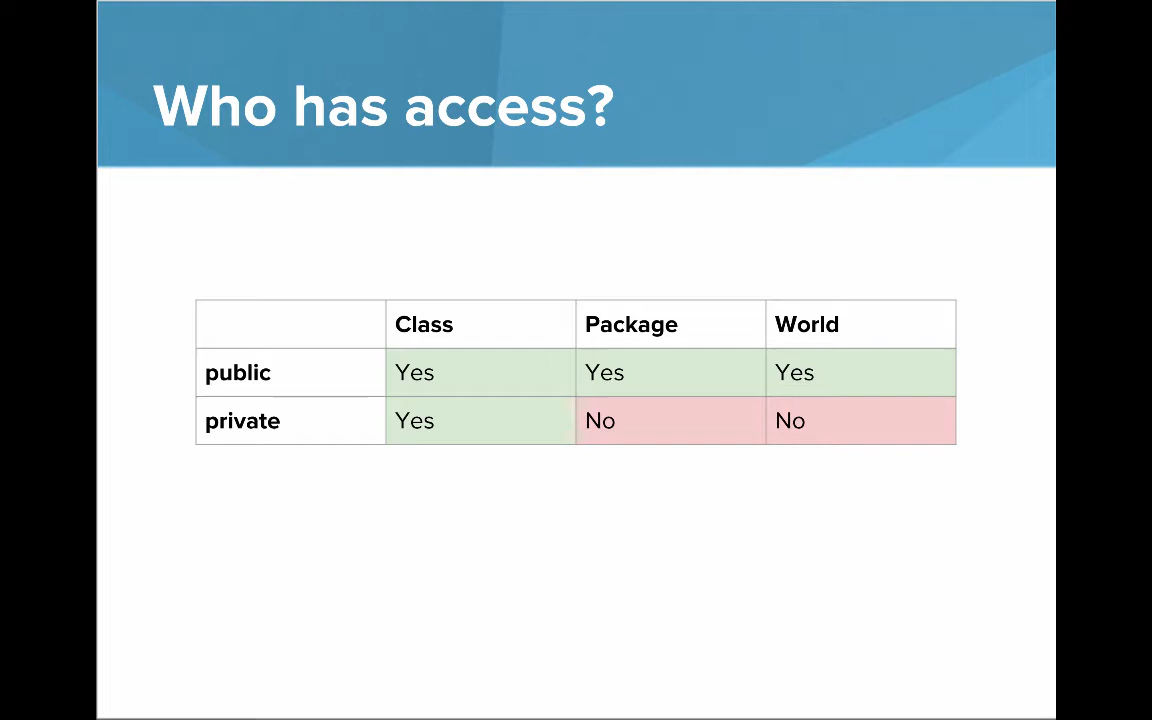 Who has access?
Class Package World
public Yes Yes Yes
private Yes No No